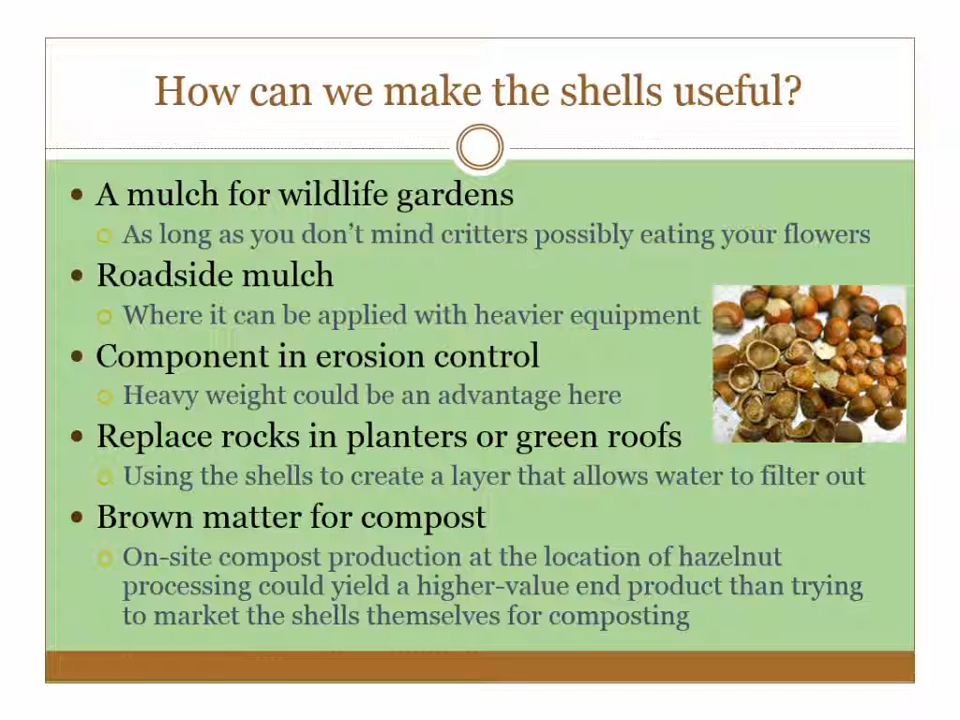 How can we make the shells useful?
• A mulch for wildlife gardens
As long as you don't mind critters possibly eating your flowers
• Roadside mulch
Where it can be applied with heavier equipment
• Component in erosion control
Heavy weight could be an advantage here
• Replace rocks in planters or green roofs
Using the shells to create a layer that allows water to filter out
• Brown matter for compost
On-site compost production at the location of hazelnut
processing could yield a higher-value end product than trying
to market the shells themselves for composting